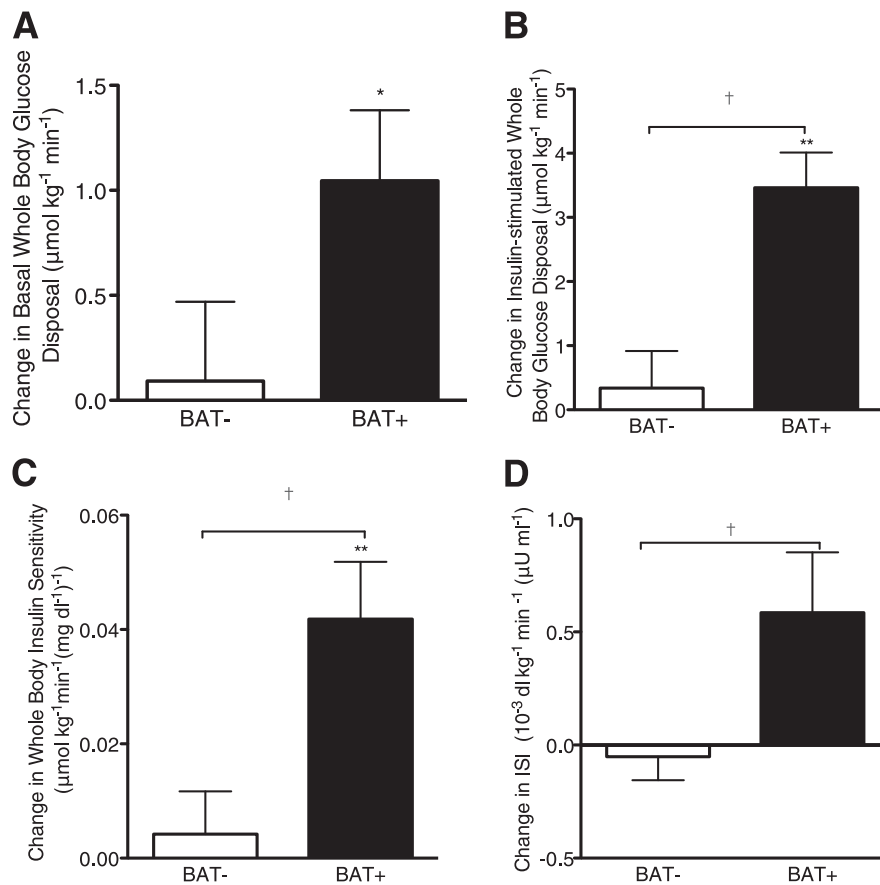 A
Change in Basal Whole Body Glucose
Disposal (µmol kg⁻¹ min⁻¹)
1.5
1.0
0.5
0.0
*
BAT-
BAT+
B
Change in Insulin-stimulated Whole
Body Glucose Disposal (µmol kg⁻¹ min⁻¹)
5
4
3
2
1
0
†
**
BAT-
BAT+
C
Change in Whole Body Insulin Sensitivity
(µmol kg⁻¹min⁻¹(mg dl⁻¹)⁻¹)
0.06
0.04
0.02
0.00
†
**
BAT-
BAT+
D
Change in ISI (10⁻³ dl kg⁻¹ min⁻¹ (µU ml⁻¹)
1.0
0.5
0.0
-0.5
†
BAT-
BAT+